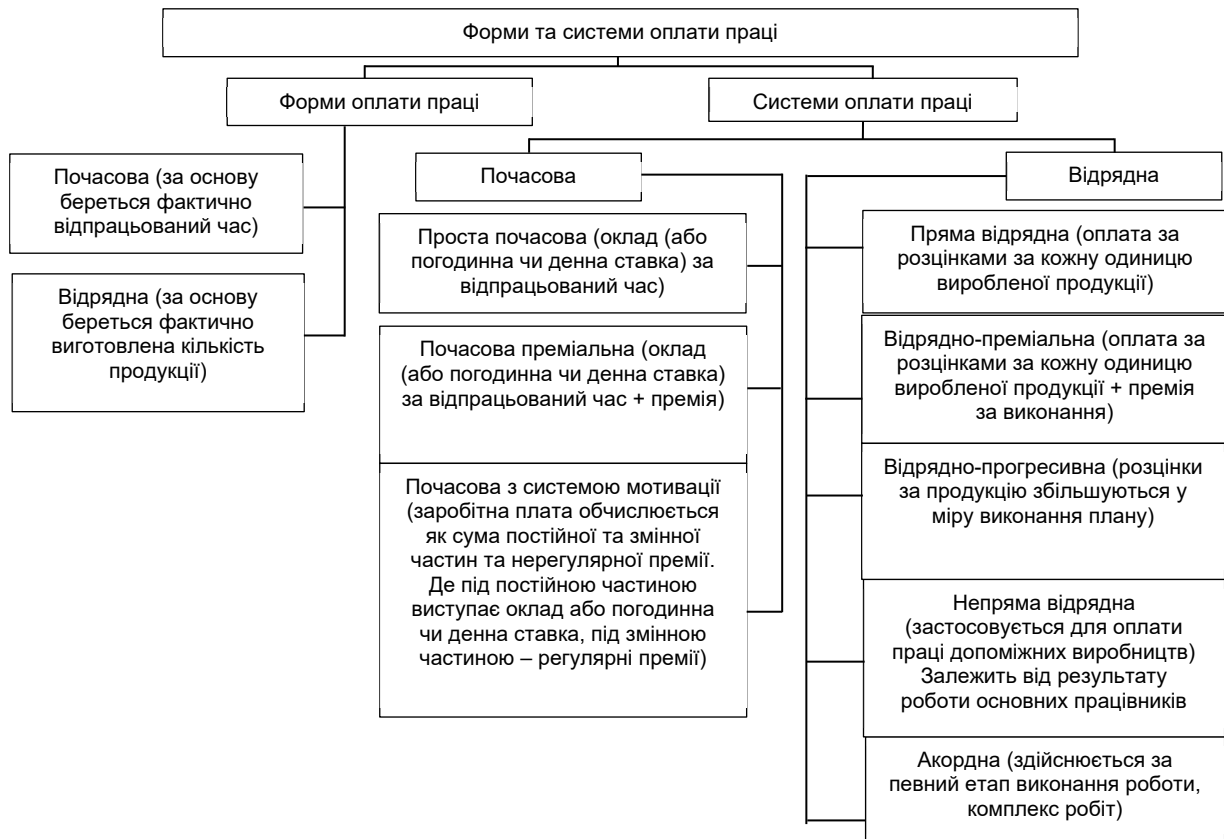 Форми та системи оплати праці
Форми оплати праці
Системи оплати праці
Почасова (за основу
береться фактично
відпрацьований час)
Відрядна (за основу
береться фактично
виготовлена кількість
продукції)
Почасова
Проста почасова (оклад (або
погодинна чи денна ставка) за
відпрацьований час)
Почасова преміальна (оклад
(або погодинна чи денна ставка)
за відпрацьований час + премія)
Почасова з системою мотивації
(заробітна плата обчислюється
як сума постійної та змінної
частин та нерегулярної премії.
Де під постійною частиною
виступає оклад або погодинна
чи денна ставка, під змінною
частиною – регулярні премії)
Відрядна
Пряма відрядна (оплата за
розцінками за кожну одиницю
виробленої продукції)
Відрядно-преміальна (оплата за
розцінками за кожну одиницю
виробленої продукції + премія
за виконання)
Відрядно-прогресивна (розцінки
за продукцію збільшуються у
міру виконання плану)
Непряма відрядна
(застосовується для оплати
праці допоміжних виробництв)
Залежить від результату
роботи основних працівників
Акордна (здійснюється за
певний етап виконання роботи,
комплекс робіт)